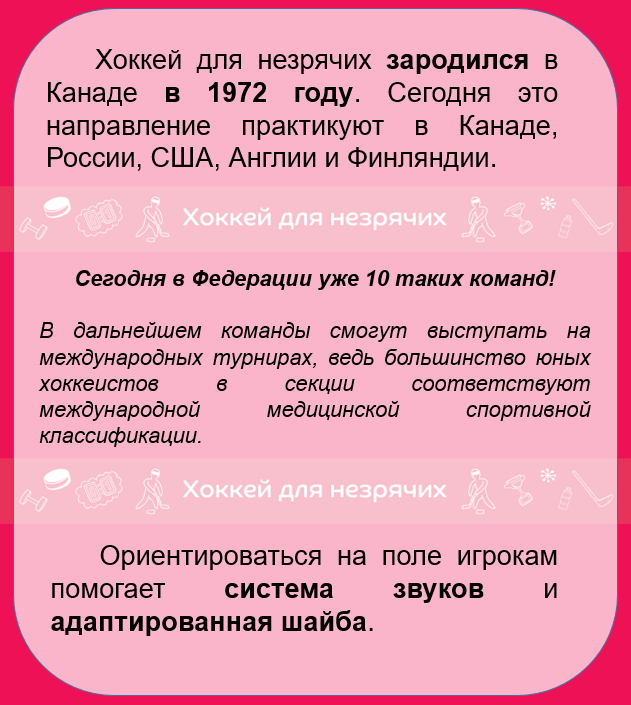 Хоккей для незрячих зародился в
Канаде в 1972 году. Сегодня это
направление практикуют в Канаде,
России, США, Англии и Финляндии.
Хоккей для незрячих
Сегодня в Федерации уже 10 таких команд!
В дальнейшем команды смогут выступать на
международных турнирах, ведь большинство юных
хоккеистов в секции соответствуют
международной медицинской спортивной
классификации.
Хоккей для незрячих
Ориентироваться на поле игрокам
помогает система звуков и
адаптированная шайба.